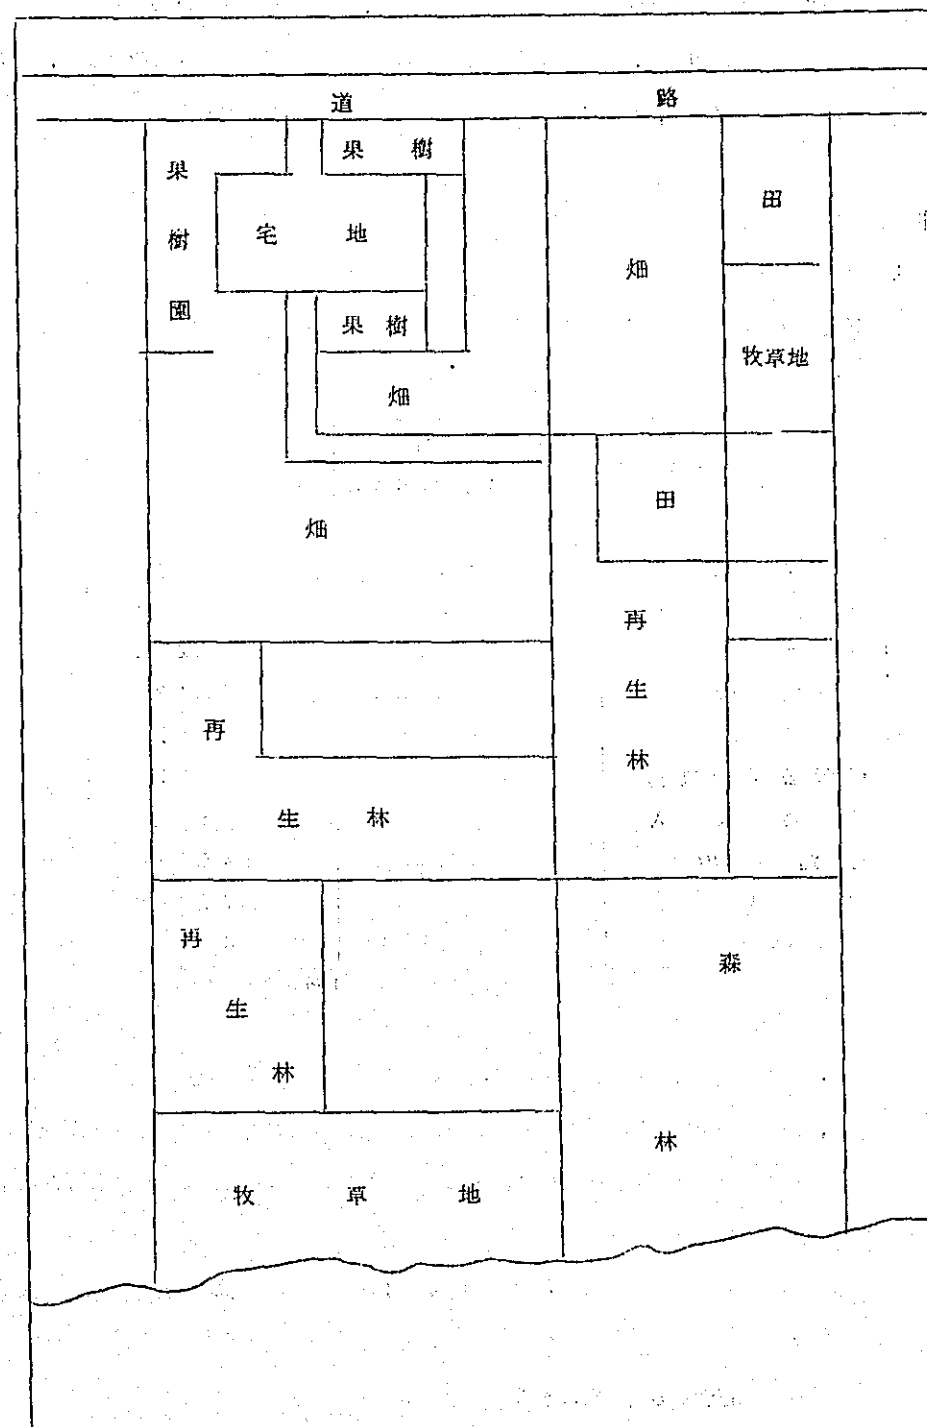 道 路
果樹園
果 樹
宅 地
果 樹
畑
畑
再生林
再生林
牧 草 地
畑
田
牧草地
田
再生林
森林